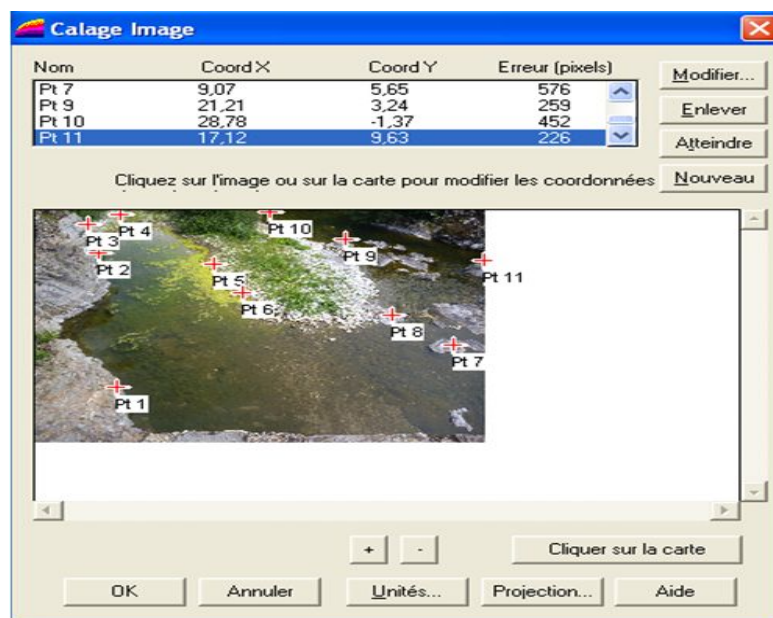 Calage Image
Nom Coord X Coord Y Erreur (pixels)
Pt 7 9,07 5,65 576
Pt 9 21,21 3,24 259
Pt 10 28,78 -1,37 452
Pt 11 17,12 9,63 226
Modifier...
Enlever
Atteindre
Nouveau
Cliquez sur l'image ou sur la carte pour modifier les coordonnées
Pt 4
Pt 3
Pt 10
Pt 9
Pt 2
Pt 5
Pt 11
Pt 6
Pt 8
Pt 7
Pt 1
+ -
Cliquer sur la carte
OK Annuler Unités... Projection... Aide